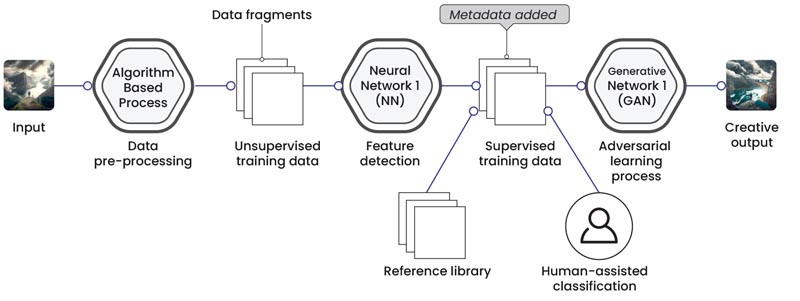 Data fragments
Metadata added
Algorithm
Based
Process
Neural
Network 1
(NN)
Generative
Network 1
(GAN)
Input
Data
pre-processing
Unsupervised
training data
Feature
detection
Supervised
training data
Adversarial
learning
process
Creative
output
Reference library
Human-assisted
classification